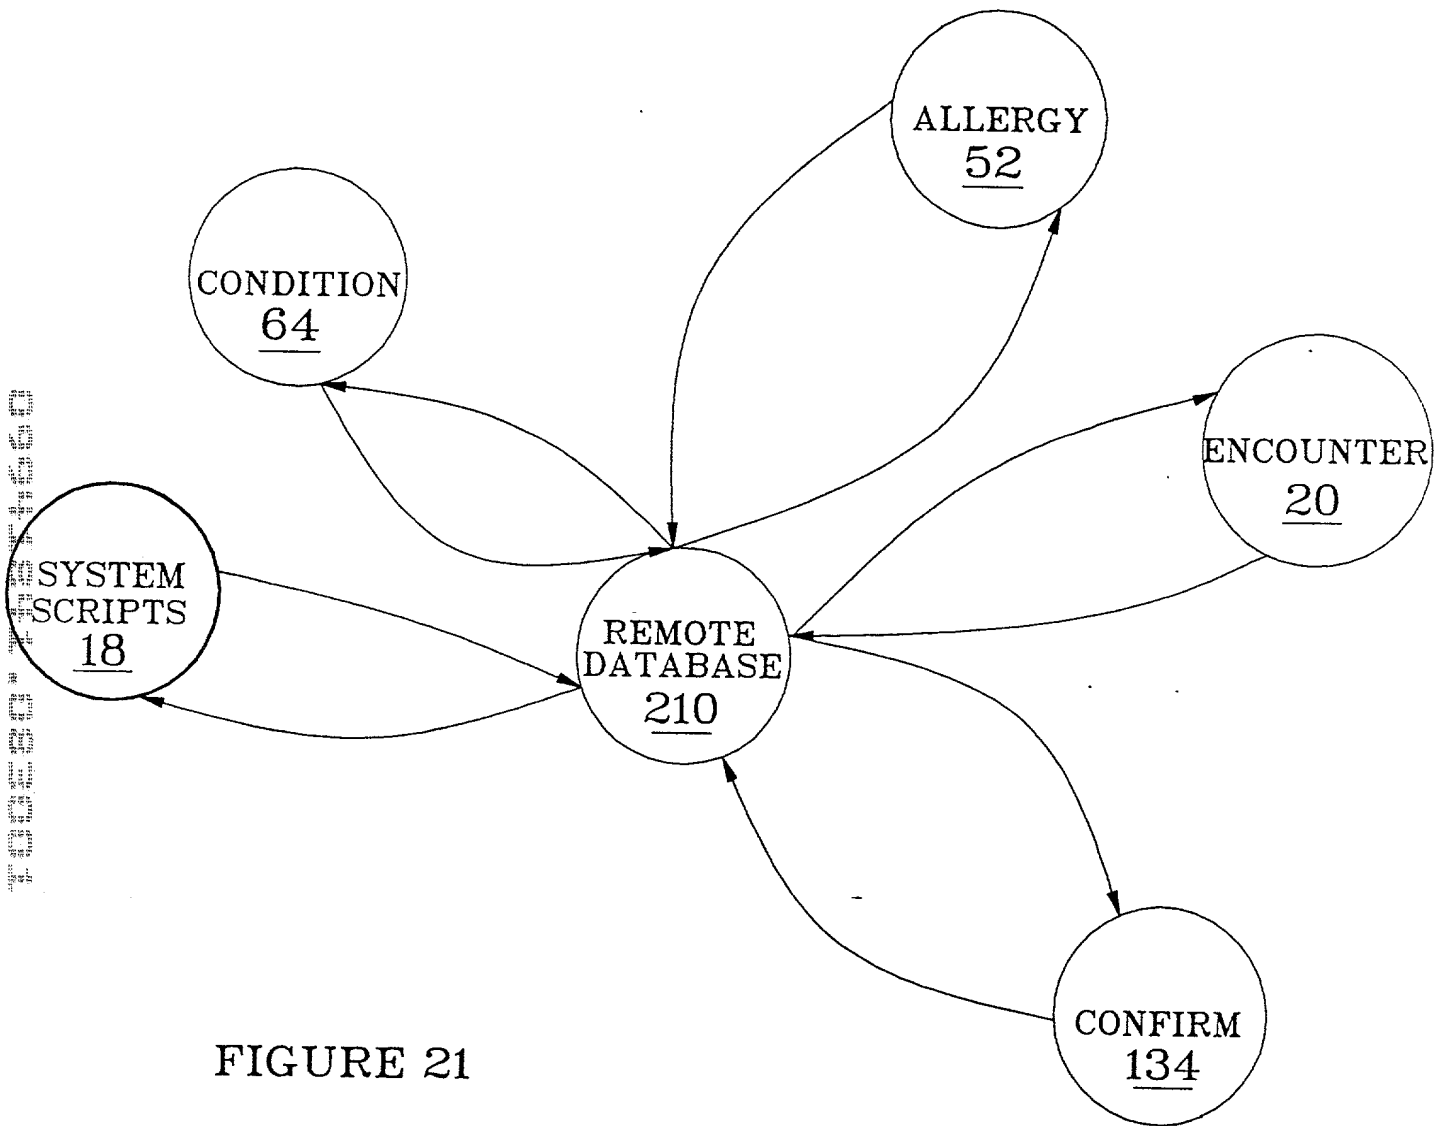 ALLERGY
52
CONDITION
64
ENCOUNTER
20
SYSTEM
SCRIPTS
18
REMOTE
DATABASE
210
CONFIRM
134
FIGURE 21